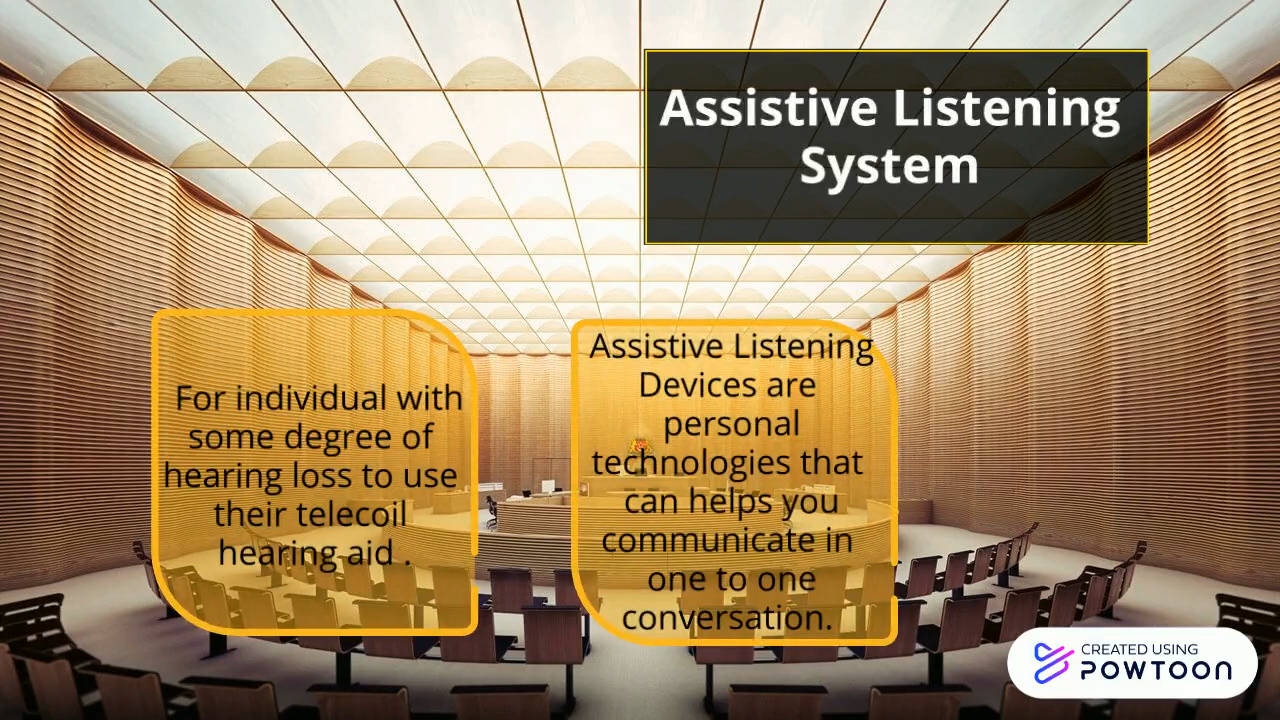 Assistive Listening
System
For individual with
some degree of
hearing loss to use
their telecoil
hearing aid .
Assistive Listening
Devices are
personal
technologies that
can helps you
communicate in
one to one
conversation.
CREATED USING
POWTOON